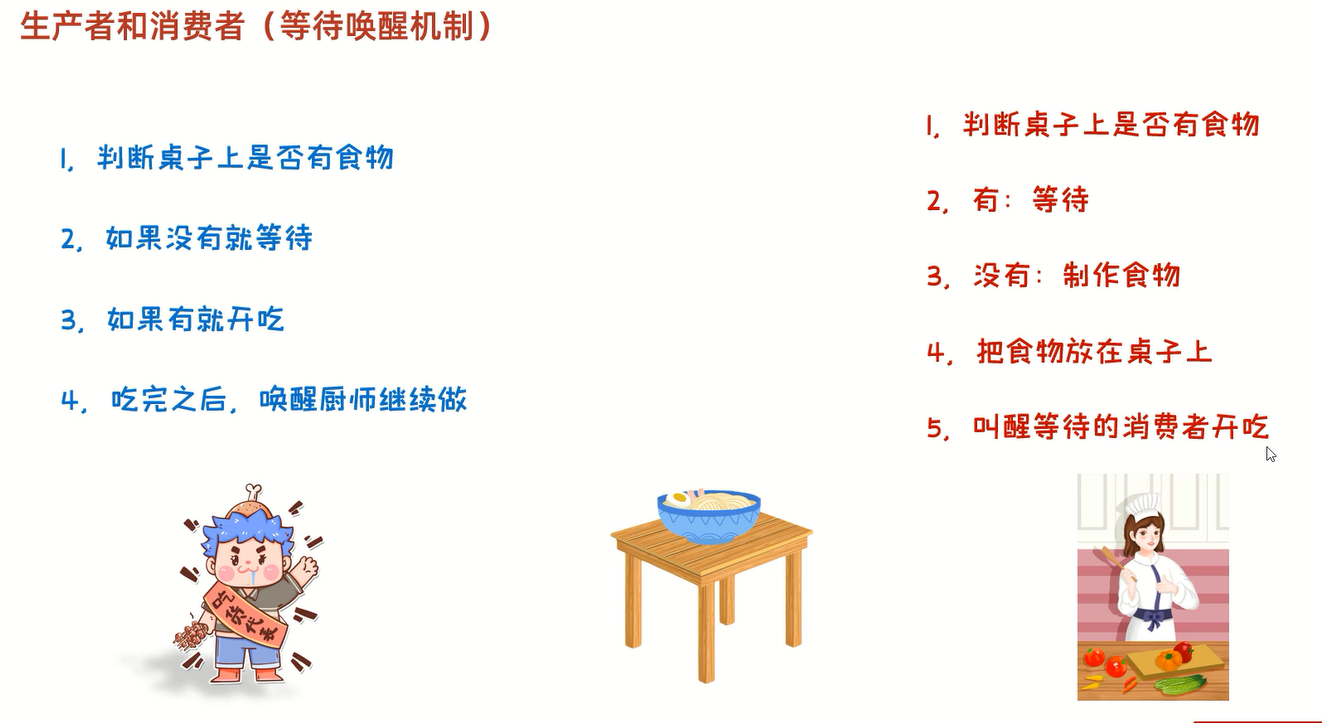 生产者和消费者（等待唤醒机制）
1, 判断桌子上是否有食物
2, 如果没有就等待
3, 如果有就开吃
4, 吃完之后, 唤醒厨师继续做
1, 判断桌子上是否有食物
2, 有: 等待
3, 没有: 制作食物
4, 把食物放在桌子上
5, 叫醒等待的消费者开吃
吃货代表